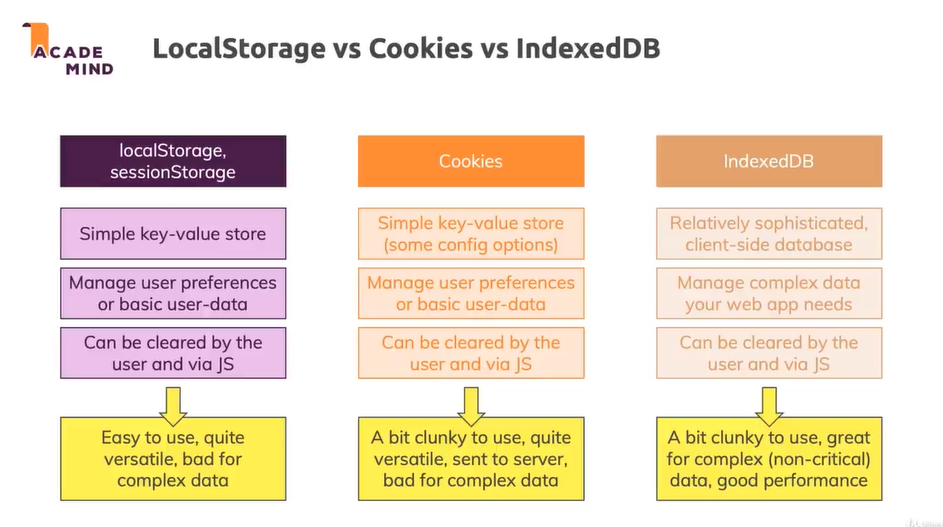 ACADE
MIND
LocalStorage vs Cookies vs IndexedDB
localStorage,
sessionStorage
Simple key-value store
Manage user preferences
or basic user-data
Can be cleared by the
user and via JS
Easy to use, quite
versatile, bad for
complex data
Cookies
Simple key-value store
(some config options)
Manage user preferences
or basic user-data
Can be cleared by the
user and via JS
A bit clunky to use, quite
versatile, sent to server,
bad for complex data
IndexedDB
Relatively sophisticated,
client-side database
Manage complex data
your web app needs
Can be cleared by the
user and via JS
A bit clunky to use, great
for complex (non-critical)
data, good performance